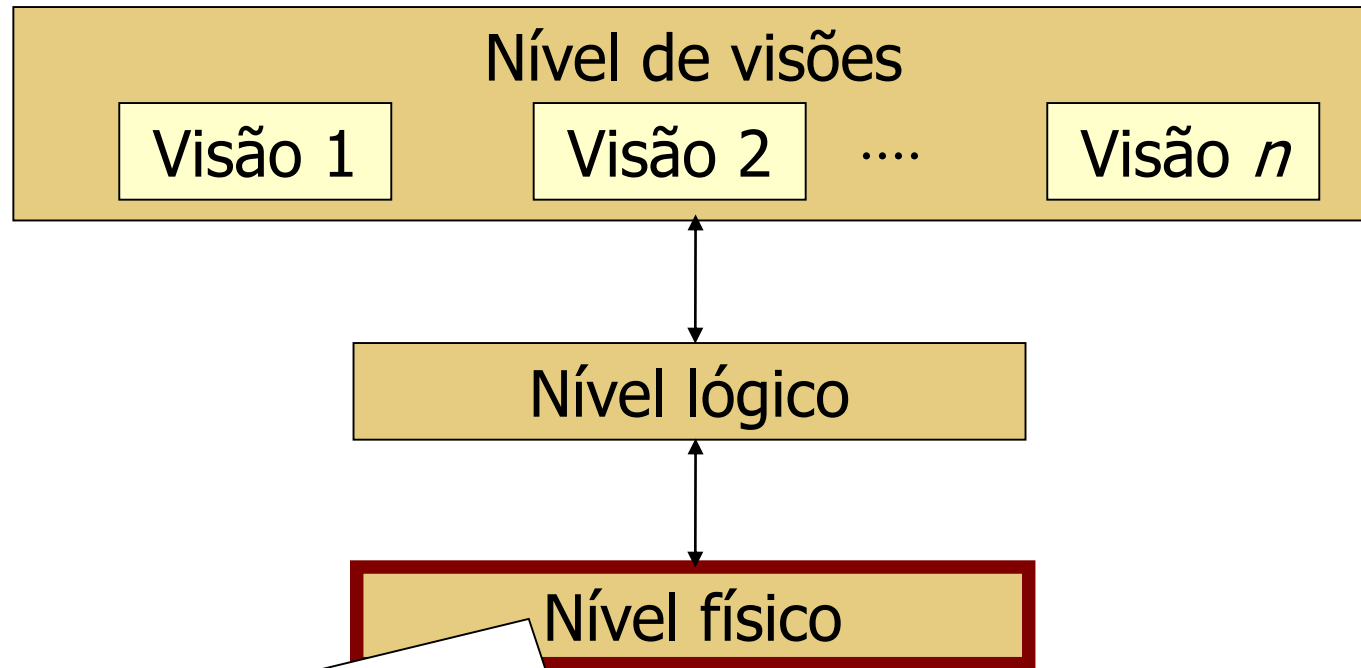 Nível de visões
Visão 1 Visão 2 .... Visão n
Nível lógico
Nível físico